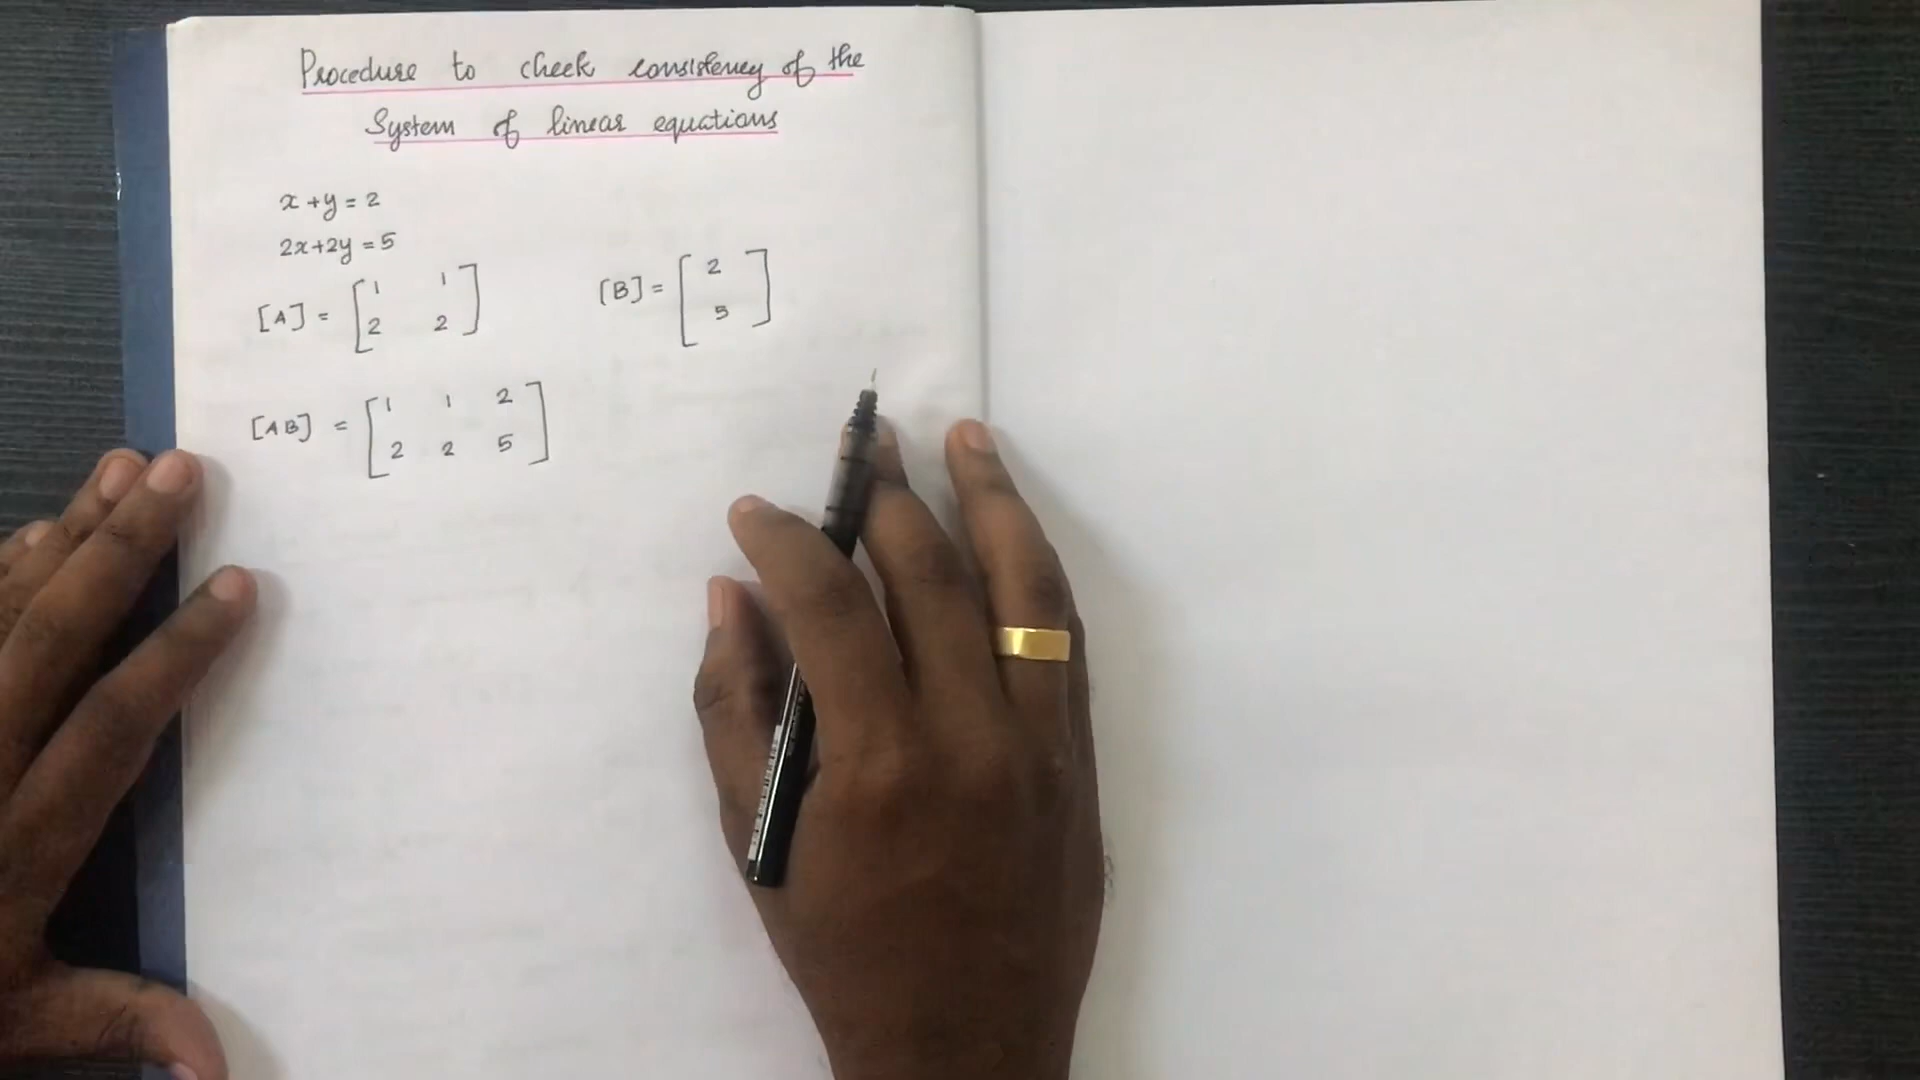 Procedure to check consistency of the
System of linear equations
x + y = 2
2x + 2y = 5
[A] = [1 1
2 2]
[B] = [2
5]
[AB] = [1 1 2
2 2 5]